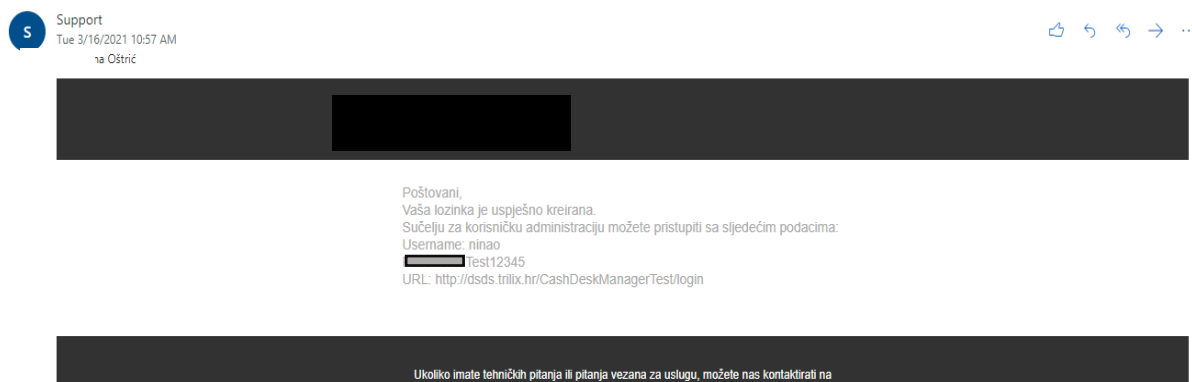 S
Support
Tue 3/16/2021 10:57 AM
na Oštrić
Poštovani,
Vaša lozinka je uspješno kreirana.
Sučelju za korisničku administraciju možete pristupiti sa sljedećim podacima:
Username: ninao
Test12345
URL: http://dsds.trilix.hr/CashDeskManagerTest/login
Ukoliko imate tehničkih pitanja ili pitanja vezana za uslugu, možete nas kontaktirati na